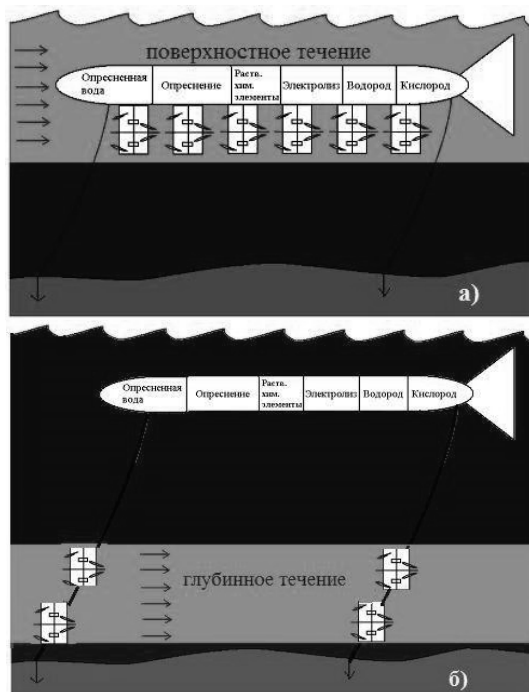 поверхностное течение
Опресненная вода
Опреснение
Раств. хим. элементы
Электролиз
Водород
Кислород
а)
Опресненная вода
Опреснение
Раств. хим. элементы
Электролиз
Водород
Кислород
глубинное течение
б)